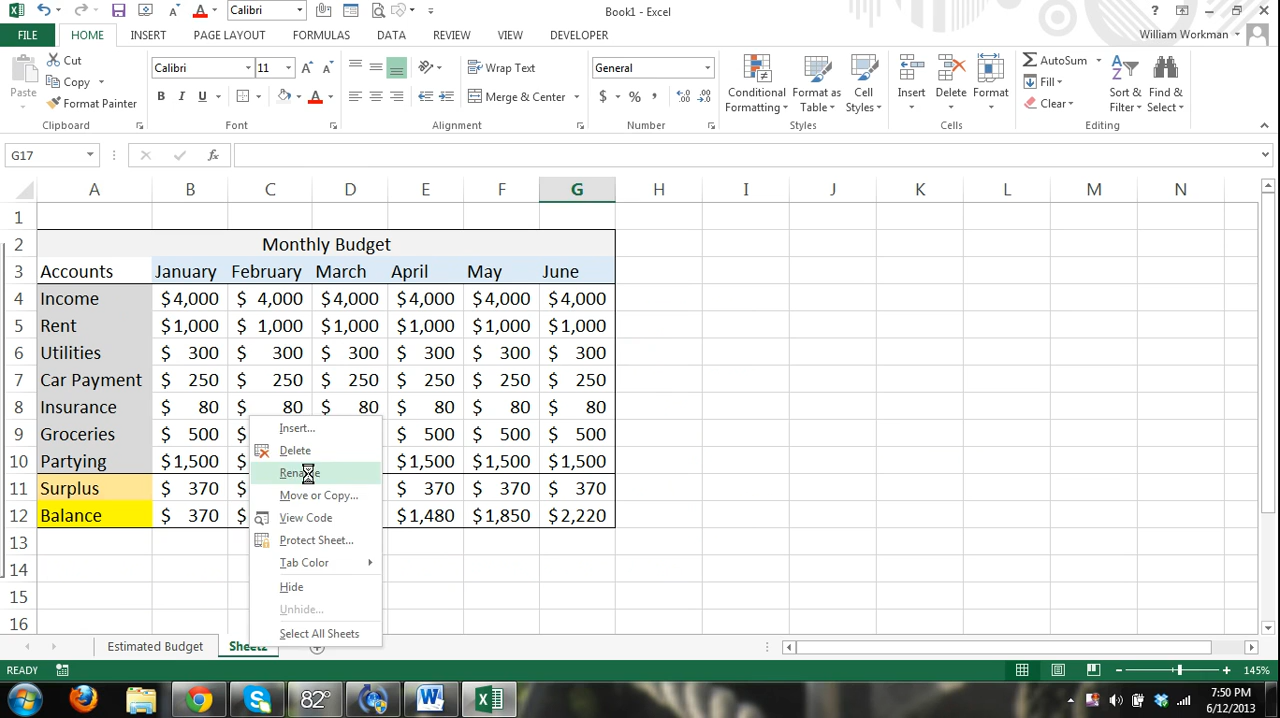 Calibri
Book1 - Excel
?
FILE
HOME
INSERT
PAGE LAYOUT
FORMULAS
DATA
REVIEW
VIEW
DEVELOPER
William Workman
Paste
Cut
Copy
Format Painter
Clipboard
Calibri
11
B I U
Font
Wrap Text
Merge & Center
Alignment
General
$ % ,
Number
Conditional
Formatting
Format as
Table
Cell
Styles
Styles
Insert
Delete
Format
Cells
AutoSum
Fill
Clear
Sort &
Filter
Find &
Select
Editing
G17
fx
A B C D E F G H I J K L M N
1
2 Monthly Budget
3 Accounts January February March April May June
4 Income $4,000 $ 4,000 $4,000 $4,000 $4,000 $4,000
5 Rent $1,000 $ 1,000 $1,000 $1,000 $1,000 $1,000
6 Utilities $ 300 $ 300 $ 300 $ 300 $ 300 $ 300
7 Car Payment $ 250 $ 250 $ 250 $ 250 $ 250 $ 250
8 Insurance $ 80 $ 80 $ 80 $ 80 $ 80 $ 80
9 Groceries $ 500 $ $ 500 $ 500 $ 500
10 Partying $1,500 $ $1,500 $1,500 $1,500
11 Surplus $ 370 $ $ 370 $ 370 $ 370
12 Balance $ 370 $ $1,480 $1,850 $2,220
13
14
15
16
Insert...
Delete
Rename
Move or Copy...
View Code
Protect Sheet...
Tab Color
Hide
Unhide...
Select All Sheets
Estimated Budget
Sheet2
READY
145%
82°
7:50 PM
6/12/2013